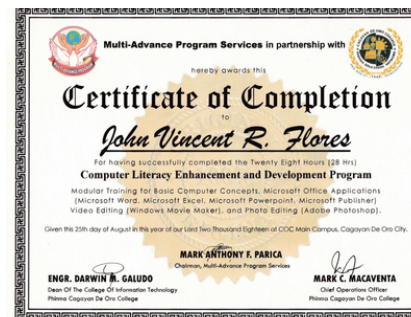 Multi-Advance Program Services in partnership with
hereby awards this
Certificate of Completion
to
John Vincent R. Flores
For having successfully completed the Twenty Eight Hours (28 Hrs)
Computer Literacy Enhancement and Development Program
Modular Training for Basic Computer Concepts, Microsoft Office Applications
(Microsoft Word, Microsoft Excel, Microsoft Powerpoint, Microsoft Publisher)
Video Editing (Windows Movie Maker), and Photo Editing (Adobe Photoshop).
Given this 25th day of August in this year of our Lord Two Thousand Eighteen at COC Main Campus, Cagayan De Oro City.
MARK ANTHONY F. PARICA
Chairman, Multi-Advance Program Services
ENGR. DARWIN M. GALUDO
Dean Of The College Of Information Technology
Phinma Cagayan De Oro College
MARK C. MACAVENTA
Chief Operations Officer
Phinma Cagayan De Oro College